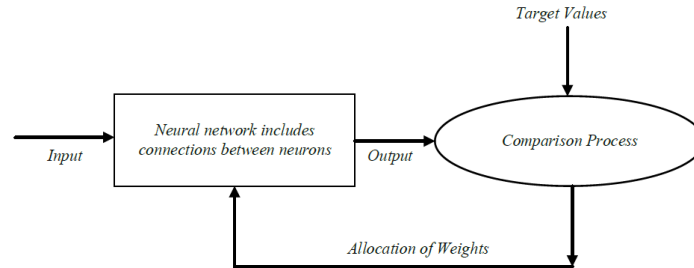 Target Values
Neural network includes
connections between neurons
Comparison Process
Input
Output
Allocation of Weights